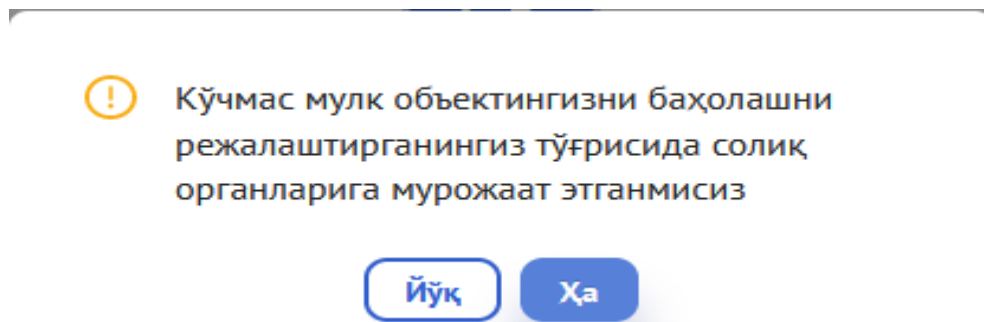 Кўчмас мулк объектингизни баҳолашни
режалаштирганингиз тўғрисида солиқ
органларига мурожаат этганмисиз
Йўқ
Ҳа